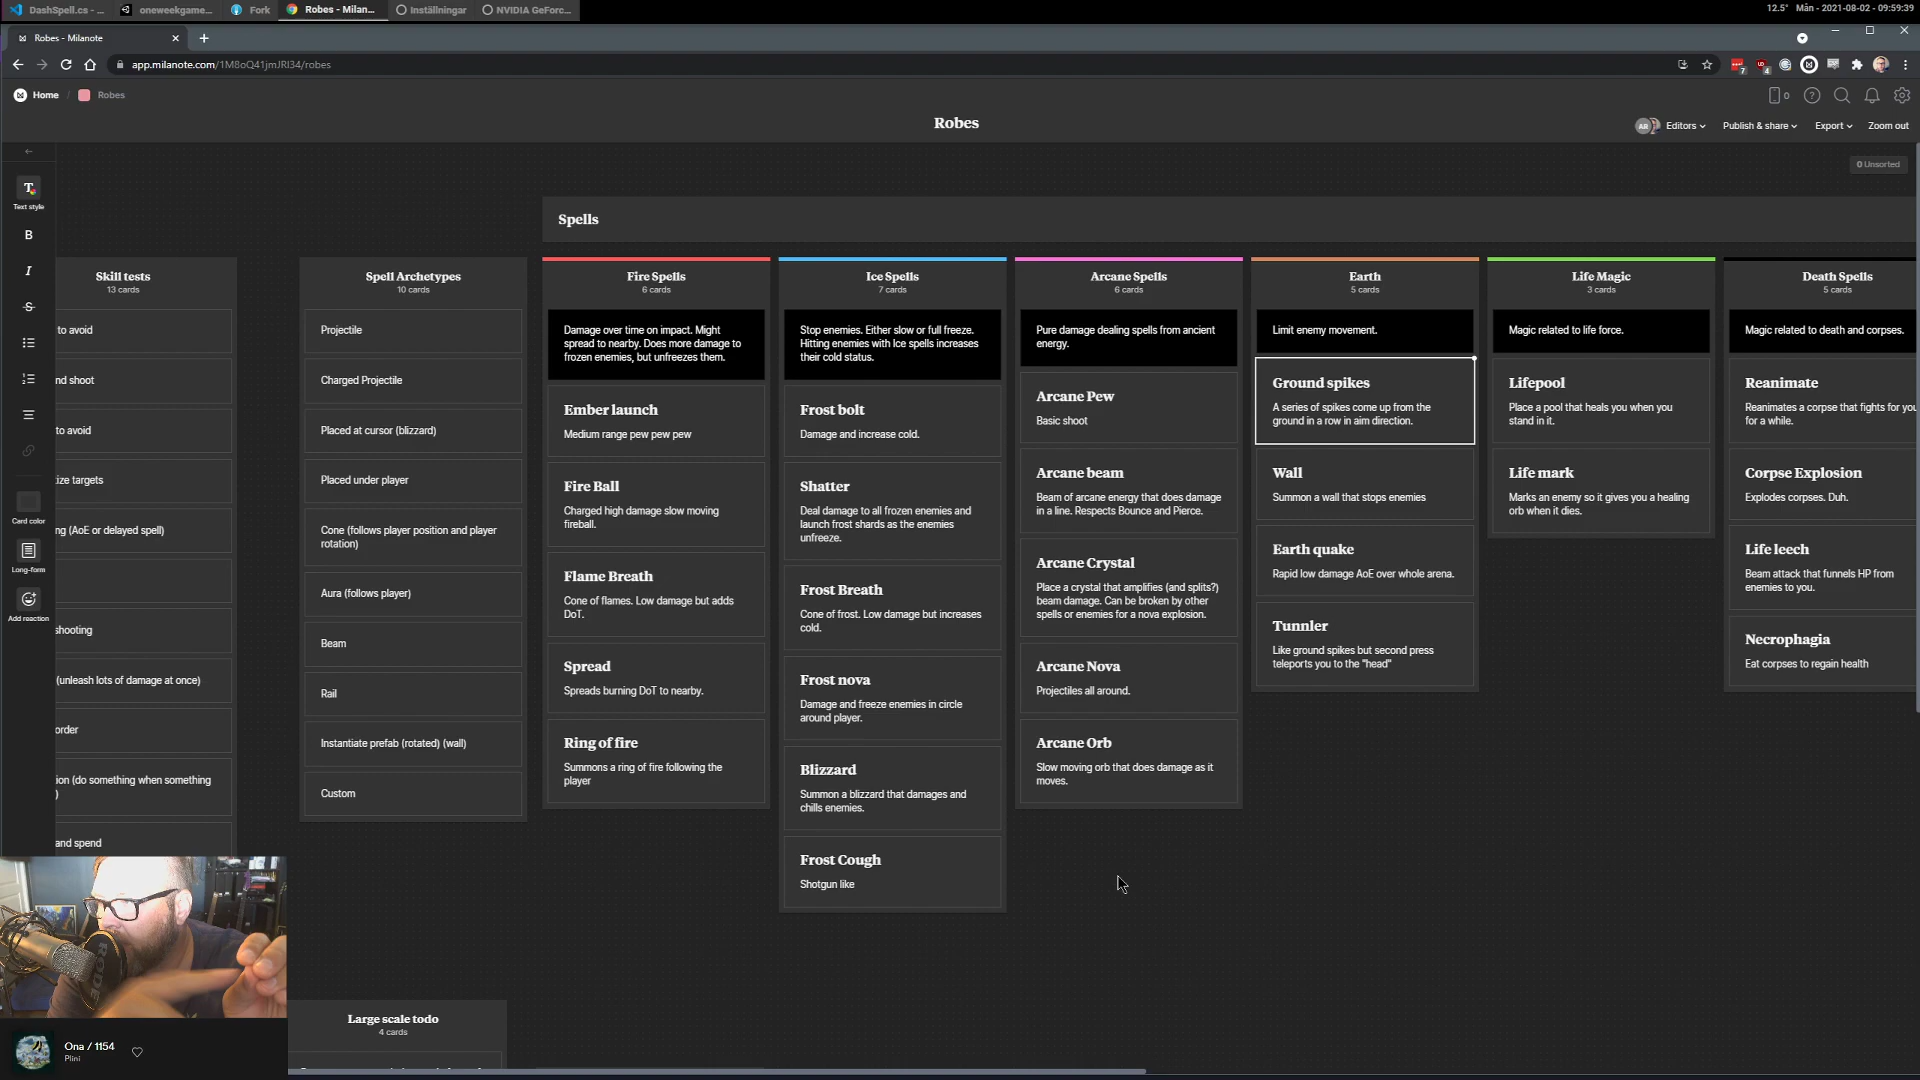 DashSpell.cs - ...
oneweekgame...
Fork
Robes - Milan...
Inställningar
NVIDIA GeForc...
12.5° Mån - 2021-08-02 - 09:59:39
Robes - Milanote
app.milanote.com/1M8oQ41jmJRl34/robes
7
4
Home / Robes
0
Robes
AR
Editors
Publish & share
Export
Zoom out
0 Unsorted
T
Text style
B
I
S
Card color
Long-form
Add reaction
Skill tests
13 cards
to avoid
nd shoot
to avoid
ize targets
ng (AoE or delayed spell)
shooting
(unleash lots of damage at once)
order
ion (do something when something
)
and spend
Spell Archetypes
10 cards
Projectile
Charged Projectile
Placed at cursor (blizzard)
Placed under player
Cone (follows player position and player
rotation)
Aura (follows player)
Beam
Rail
Instantiate prefab (rotated) (wall)
Custom
Spells
Fire Spells
6 cards
Damage over time on impact. Might
spread to nearby. Does more damage to
frozen enemies, but unfreezes them.
Ember launch
Medium range pew pew pew
Fire Ball
Charged high damage slow moving
fireball.
Flame Breath
Cone of flames. Low damage but adds
DoT.
Spread
Spreads burning DoT to nearby.
Ring of fire
Summons a ring of fire following the
player
Ice Spells
7 cards
Stop enemies. Either slow or full freeze.
Hitting enemies with Ice spells increases
their cold status.
Frost bolt
Damage and increase cold.
Shatter
Deal damage to all frozen enemies and
launch frost shards as the enemies
unfreeze.
Frost Breath
Cone of frost. Low damage but increases
cold.
Frost nova
Damage and freeze enemies in circle
around player.
Blizzard
Summon a blizzard that damages and
chills enemies.
Frost Cough
Shotgun like
Arcane Spells
6 cards
Pure damage dealing spells from ancient
energy.
Arcane Pew
Basic shoot
Arcane beam
Beam of arcane energy that does damage
in a line. Respects Bounce and Pierce.
Arcane Crystal
Place a crystal that amplifies (and splits?)
beam damage. Can be broken by other
spells or enemies for a nova explosion.
Arcane Nova
Projectiles all around.
Arcane Orb
Slow moving orb that does damage as it
moves.
Earth
5 cards
Limit enemy movement.
Ground spikes
A series of spikes come up from the
ground in a row in aim direction.
Wall
Summon a wall that stops enemies
Earth quake
Rapid low damage AoE over whole arena.
Tunnler
Like ground spikes but second press
teleports you to the "head"
Life Magic
3 cards
Magic related to life force.
Lifepool
Place a pool that heals you when you
stand in it.
Life mark
Marks an enemy so it gives you a healing
orb when it dies.
Death Spells
5 cards
Magic related to death and corpses.
Reanimate
Reanimates a corpse that fights for you
for a while.
Corpse Explosion
Explodes corpses. Duh.
Life leech
Beam attack that funnels HP from
enemies to you.
Necrophagia
Eat corpses to regain health
RODE
Large scale todo
4 cards
Ona / 1154
Plini